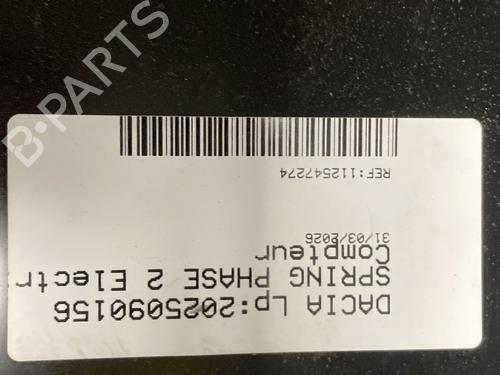 DACIA Lp:2025090156
SPRING PHASE 2 Electr
Compteur
31/03/2026
REF:112547274
B-PARTS